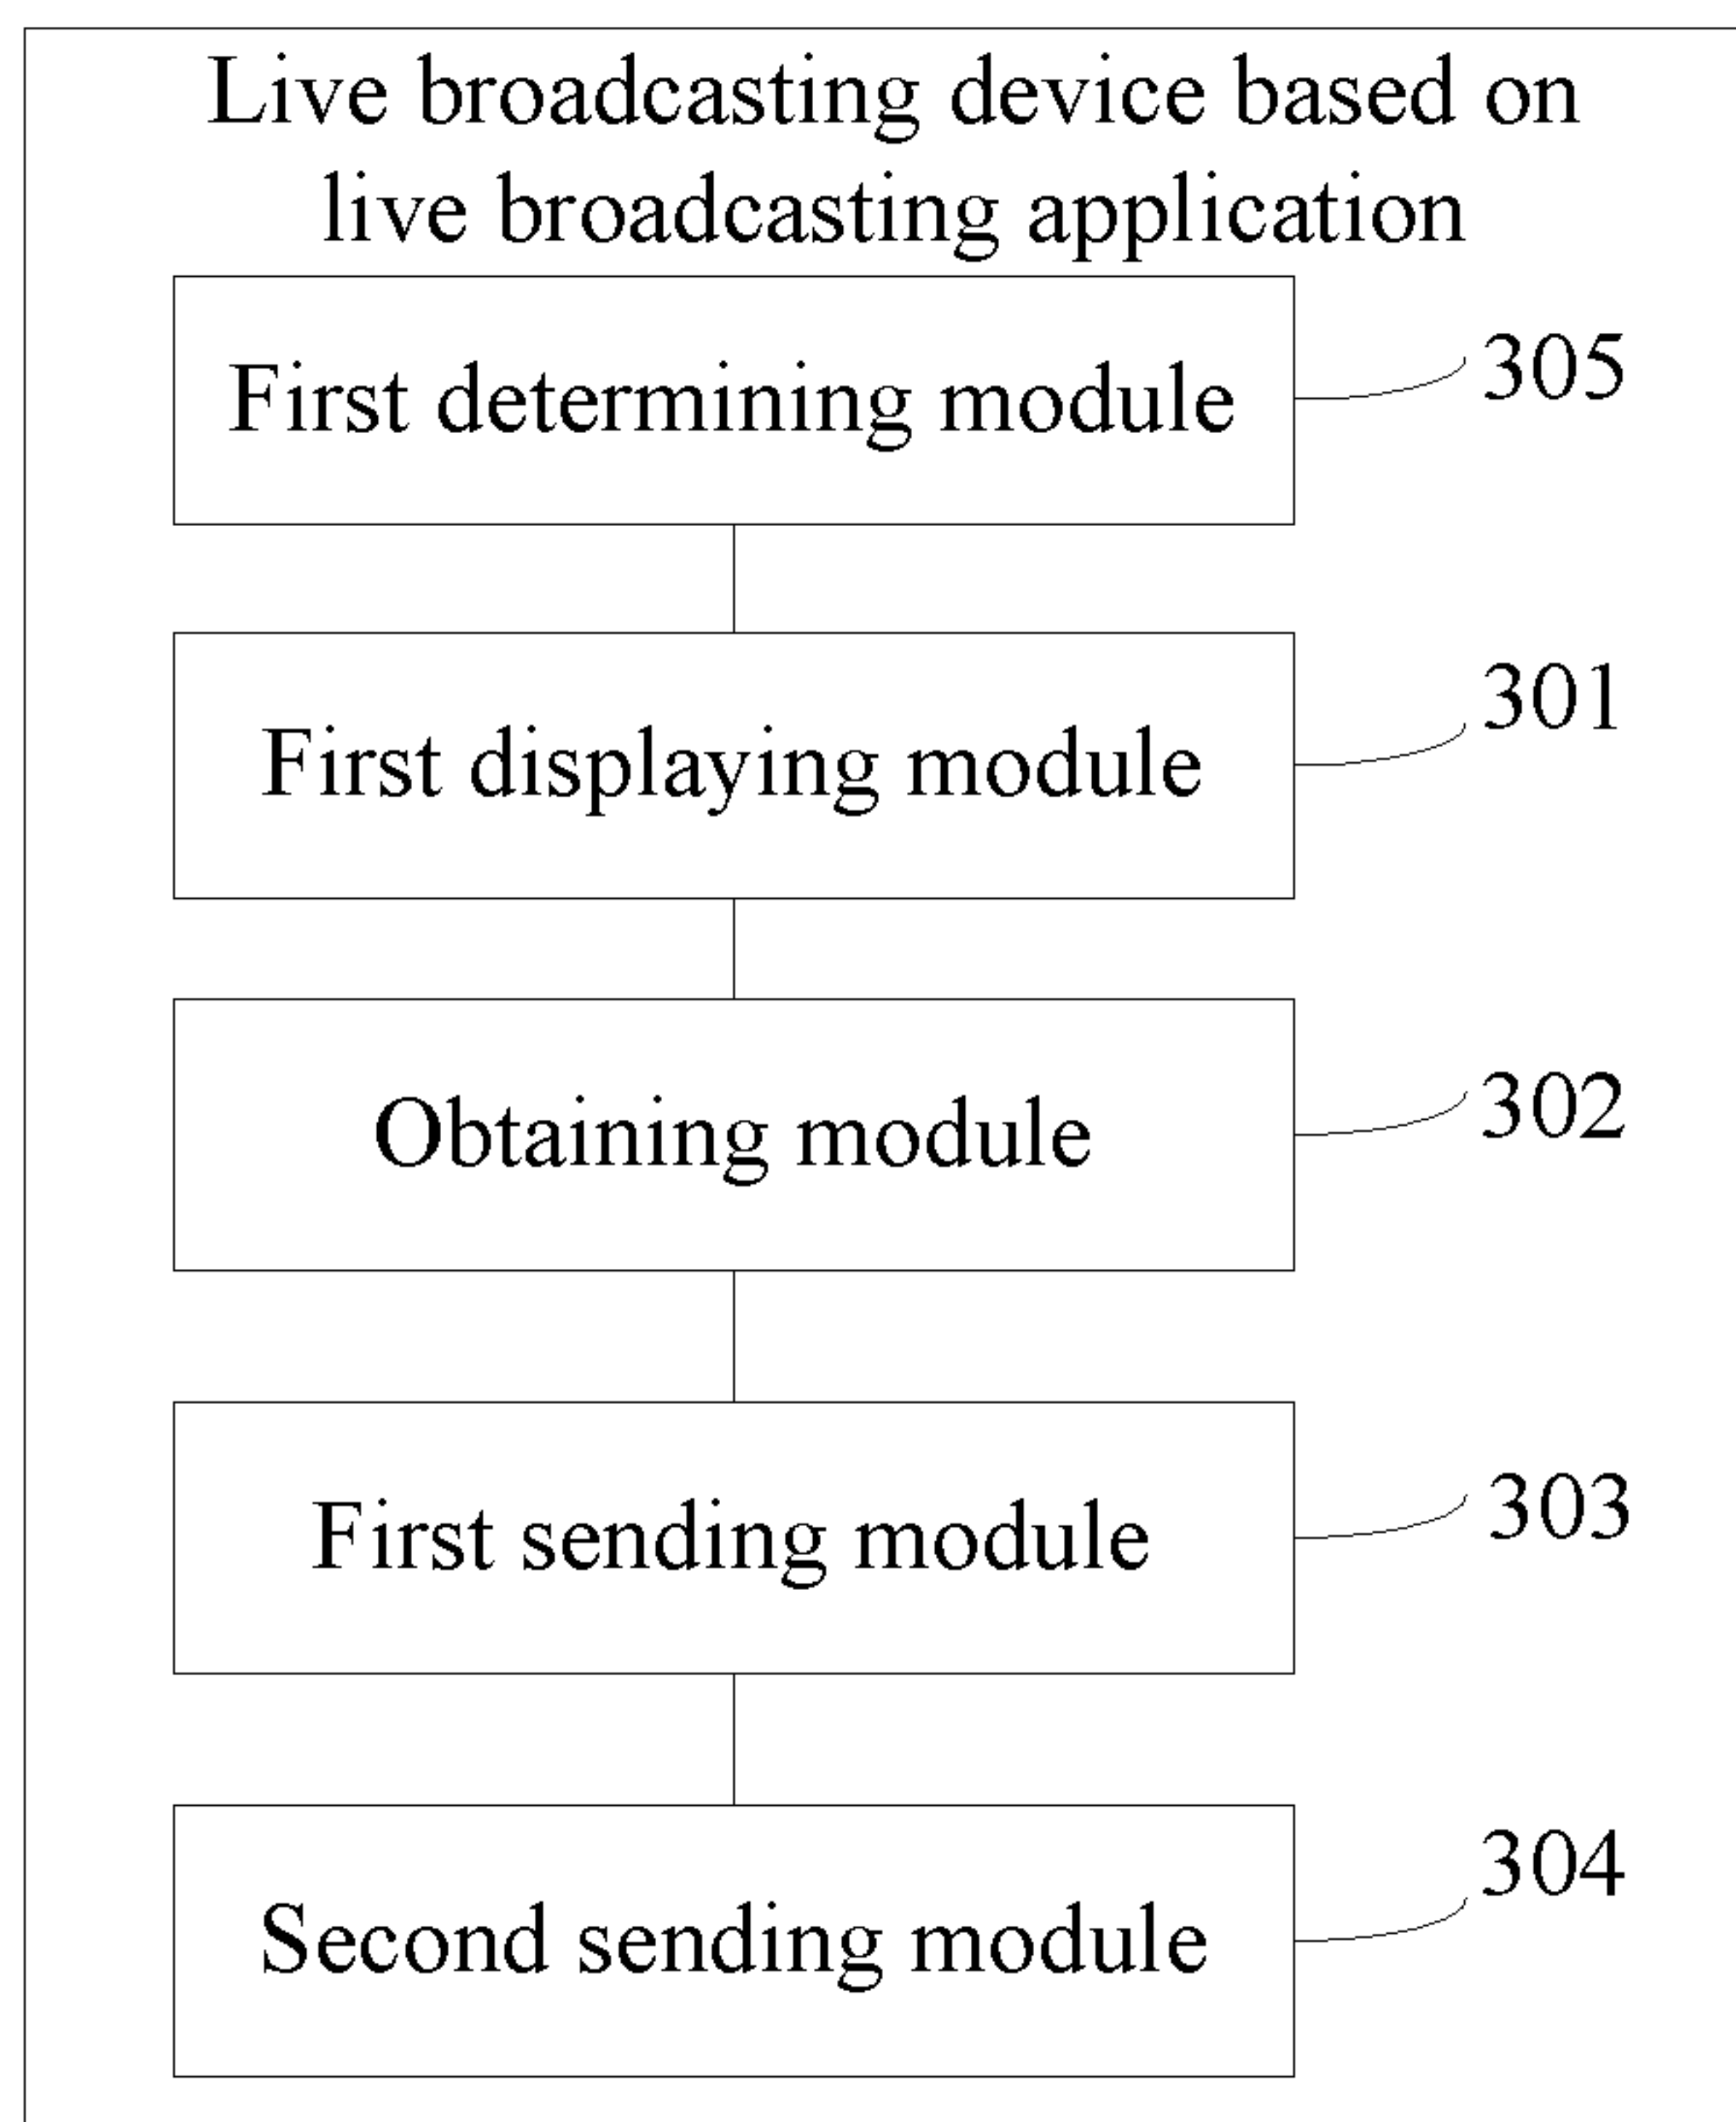 Live broadcasting device based on
live broadcasting application
First determining module
305
First displaying module
301
Obtaining module
302
First sending module
303
Second sending module
304